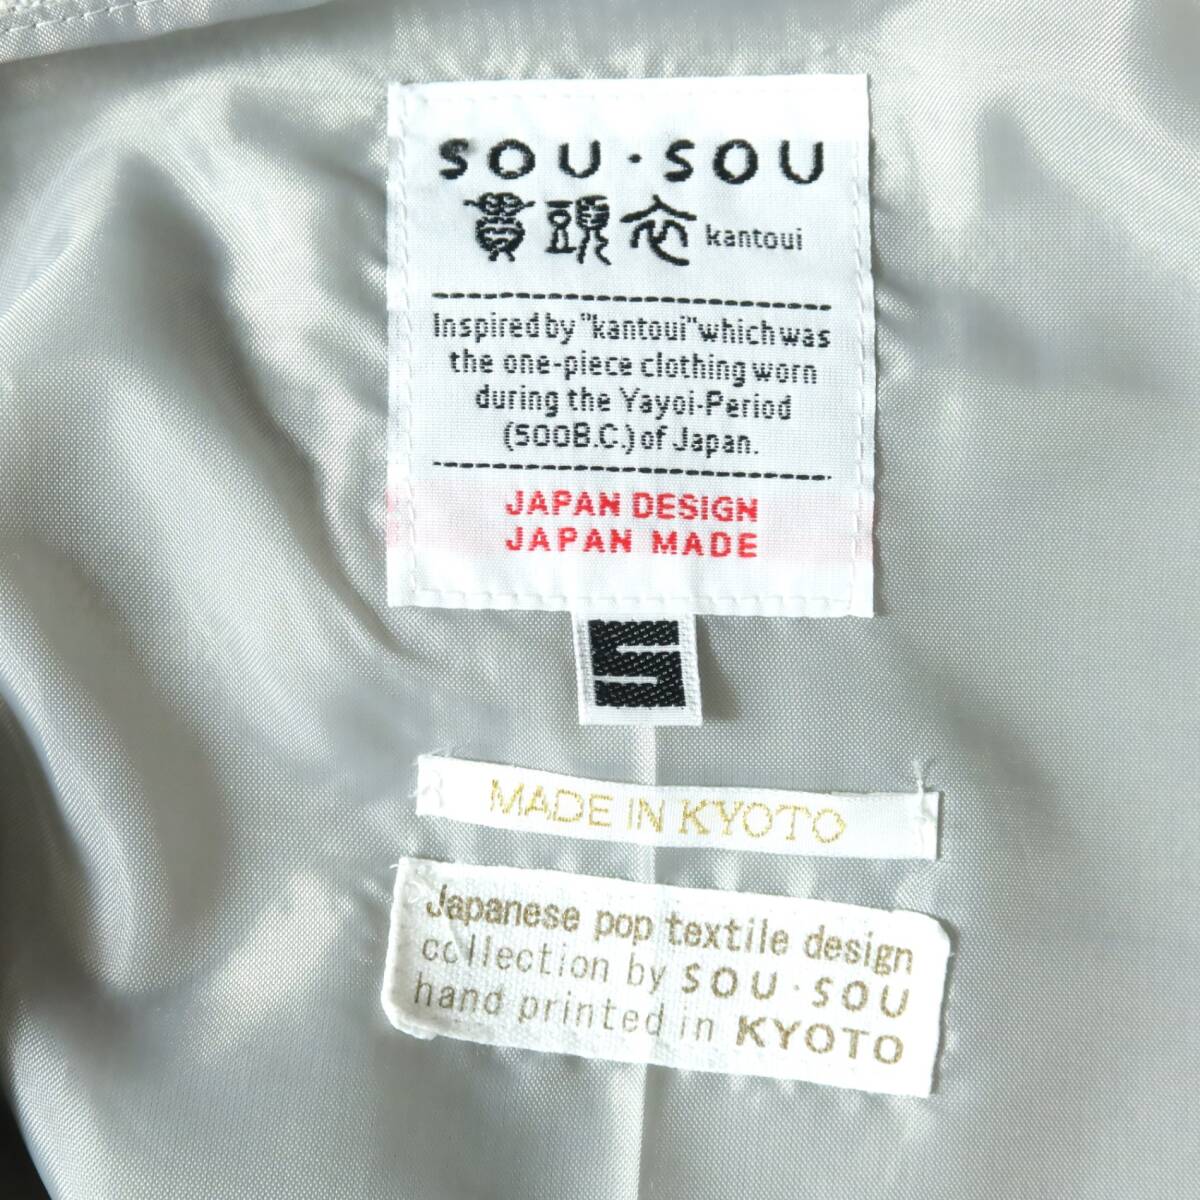 SOU・SOU
貫頭衣 kantoui
Inspired by "kantoui" which was
the one-piece clothing worn
during the Yayoi-Period
(500B.C.) of Japan.
JAPAN DESIGN
JAPAN MADE
S
MADE IN KYOTO
Japanese pop textile design
collection by SOU・SOU
hand printed in KYOTO